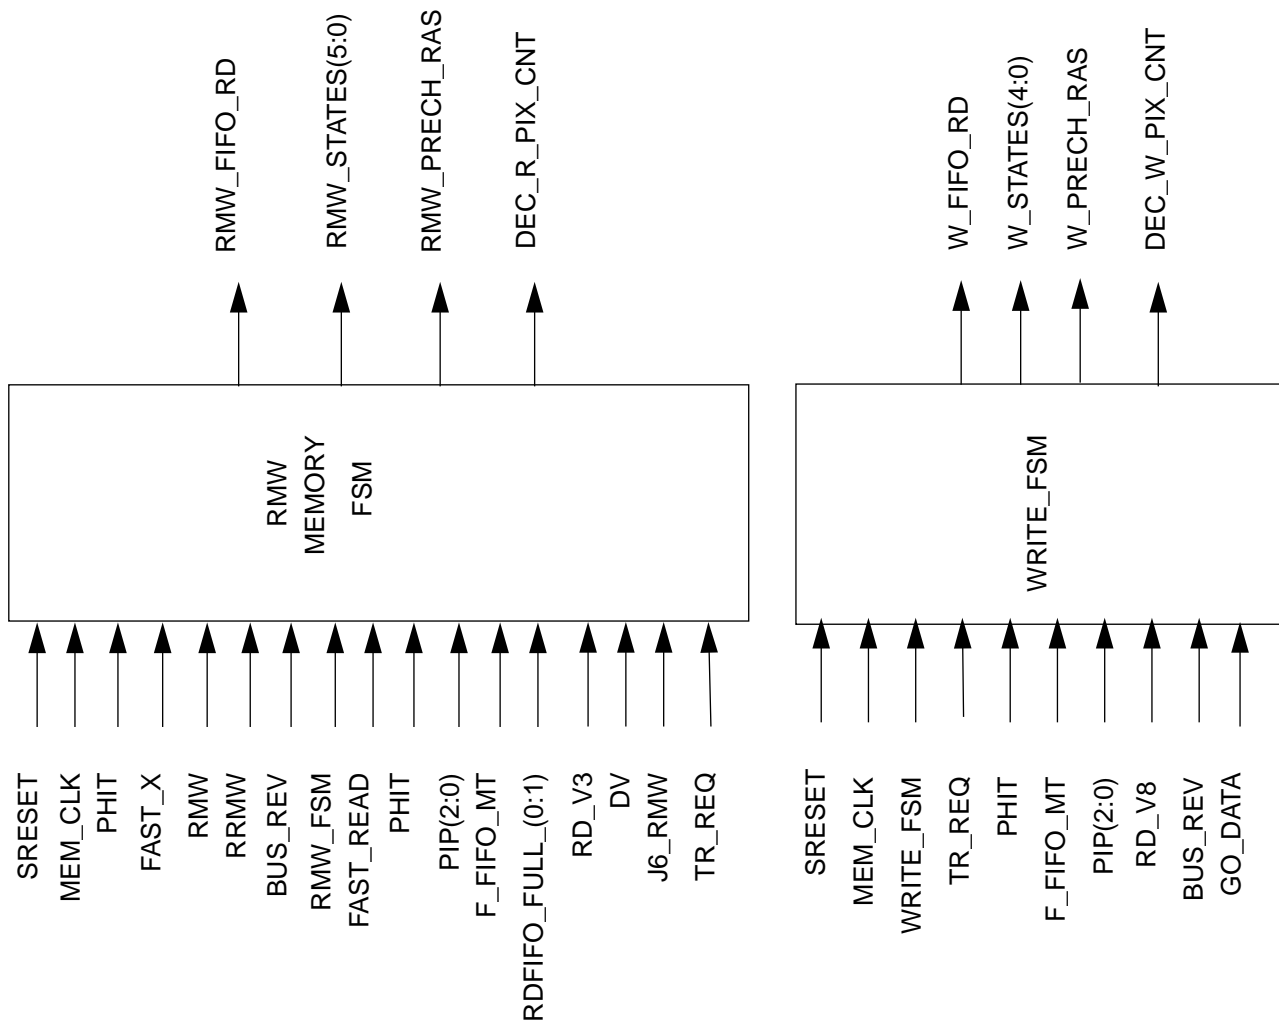 RMW_FIFO_RD
RMW_STATES(5:0)
RMW_PRECH_RAS
DEC_R_PIX_CNT
W_FIFO_RD
W_STATES(4:0)
W_PRECH_RAS
DEC_W_PIX_CNT
RMW
MEMORY
FSM
WRITE_FSM
SRESET
MEM_CLK
PHIT
FAST_X
RMW
RRMW
BUS_REV
RMW_FSM
FAST_READ
PHIT
PIP(2:0)
F_FIFO_MT
RDFIFO_FULL_(0:1)
RD_V3
DV
J6_RMW
TR_REQ
SRESET
MEM_CLK
WRITE_FSM
TR_REQ
PHIT
F_FIFO_MT
PIP(2:0)
RD_V8
BUS_REV
GO_DATA